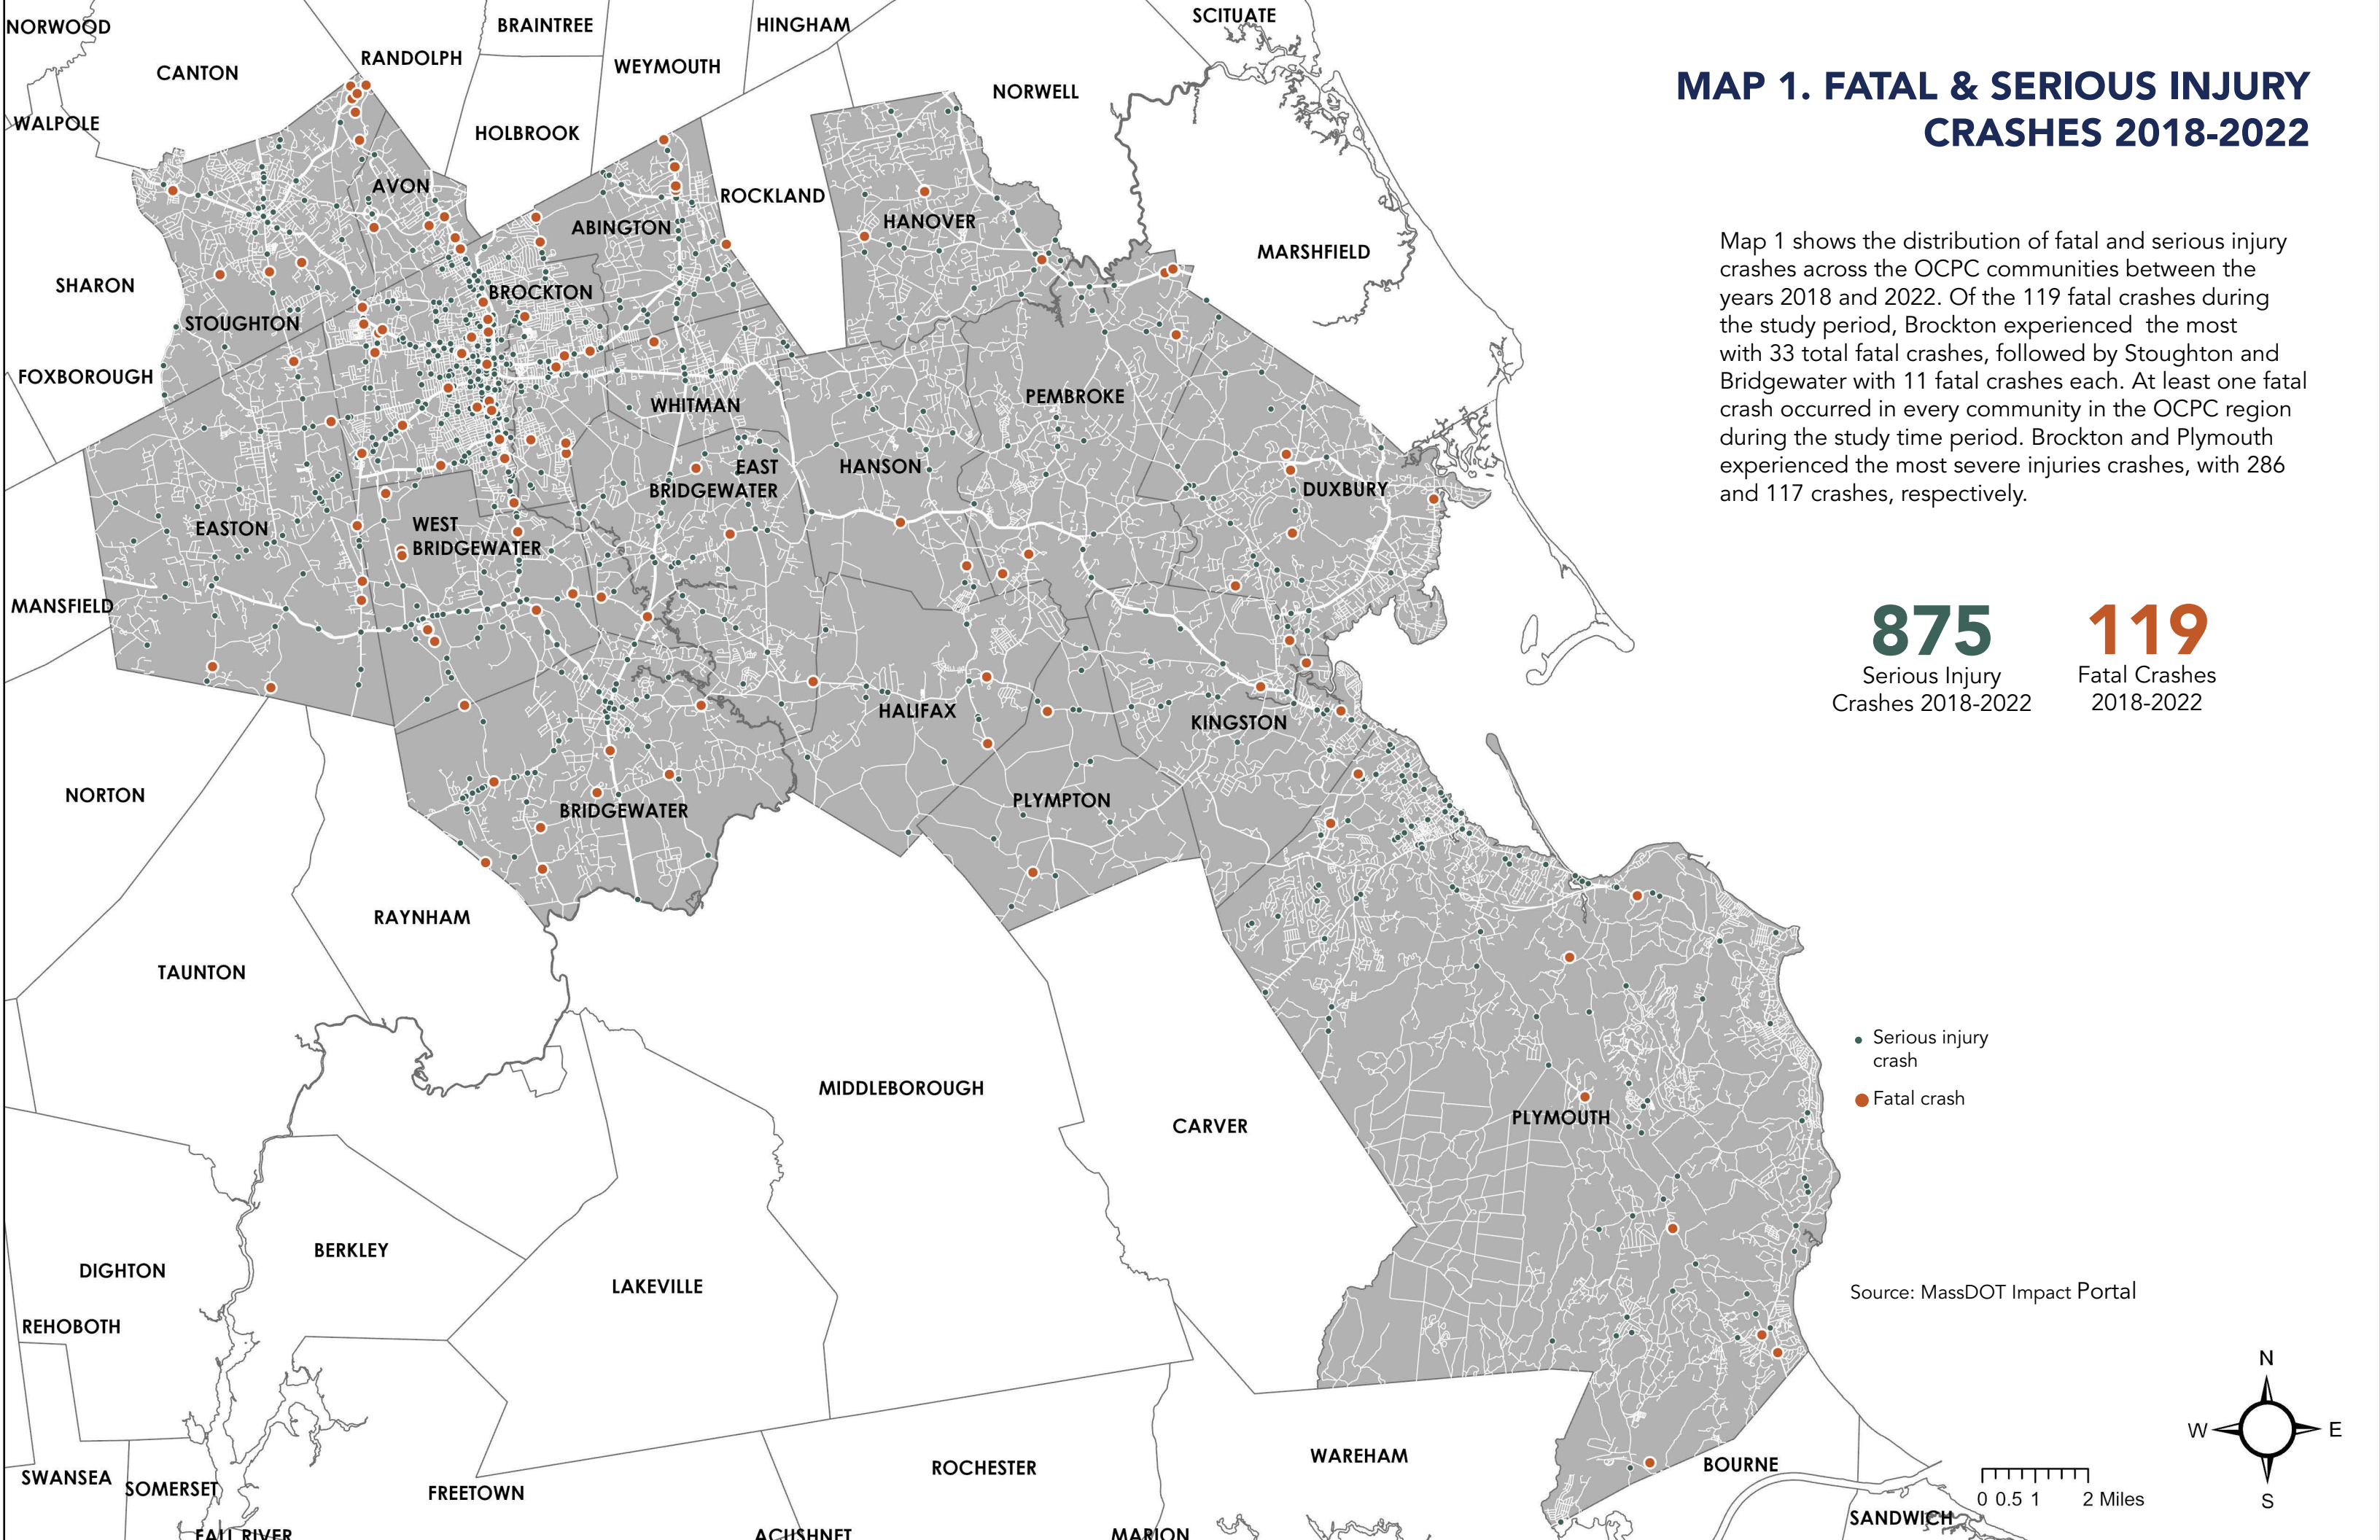 MAP 1. FATAL & SERIOUS INJURY
CRASHES 2018-2022
Map 1 shows the distribution of fatal and serious injury
crashes across the OCPC communities between the
years 2018 and 2022. Of the 119 fatal crashes during
the study period, Brockton experienced  the most
with 33 total fatal crashes, followed by Stoughton and
Bridgewater with 11 fatal crashes each. At least one fatal
crash occurred in every community in the OCPC region
during the study time period. Brockton and Plymouth
experienced the most severe injuries crashes, with 286
and 117 crashes, respectively.
875
Serious Injury
Crashes 2018-2022
119
Fatal Crashes
2018-2022
NORWOOD
CANTON
RANDOLPH
BRAINTREE
WEYMOUTH
HINGHAM
SCITUATE
NORWELL
WALPOLE
HOLBROOK
AVON
ROCKLAND
ABINGTON
HANOVER
MARSHFIELD
SHARON
BROCKTON
STOUGHTON
FOXBOROUGH
WHITMAN
PEMBROKE
EAST
BRIDGEWATER
HANSON
DUXBURY
EASTON
WEST
BRIDGEWATER
MANSFIELD
HALIFAX
KINGSTON
NORTON
BRIDGEWATER
PLYMPTON
RAYNHAM
TAUNTON
MIDDLEBOROUGH
CARVER
PLYMOUTH
BERKLEY
DIGHTON
LAKEVILLE
REHOBOTH
SWANSEA
SOMERSET
FREETOWN
ROCHESTER
WAREHAM
BOURNE
SANDWICH
FALL RIVER
ACUSHNET
MARION
Serious injury
crash
Fatal crash
Source: MassDOT Impact Portal
N
W
E
S
0 0.5 1 2 Miles